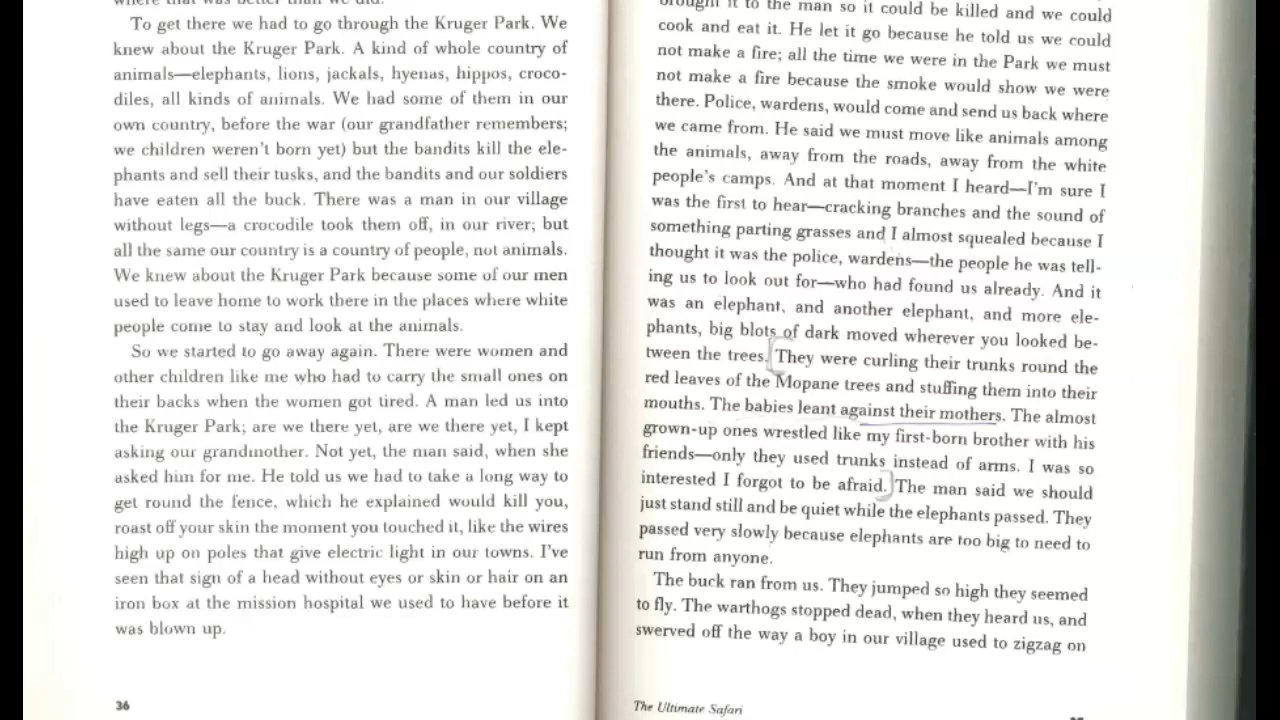 To get there we had to go through the Kruger Park. We
knew about the Kruger Park. A kind of whole country of
animals—elephants, lions, jackals, hyenas, hippos, croco-
diles, all kinds of animals. We had some of them in our
own country, before the war (our grandfather remembers;
we children weren't born yet) but the bandits kill the ele-
phants and sell their tusks, and the bandits and our soldiers
have eaten all the buck. There was a man in our village
without legs—a crocodile took them off, in our river; but
all the same our country is a country of people, not animals.
We knew about the Kruger Park because some of our men
used to leave home to work there in the places where white
people come to stay and look at the animals.
So we started to go away again. There were women and
other children like me who had to carry the small ones on
their backs when the women got tired. A man led us into
the Kruger Park; are we there yet, are we there yet, I kept
asking our grandmother. Not yet, the man said, when she
asked him for me. He told us we had to take a long way to
get round the fence, which he explained would kill you,
roast off your skin the moment you touched it, like the wires
high up on poles that give electric light in our towns. I've
seen that sign of a head without eyes or skin or hair on an
iron box at the mission hospital we used to have before it
was blown up.
36
brought it to the man so it could be killed and we could
cook and eat it. He let it go because he told us we could
not make a fire; all the time we were in the Park we must
not make a fire because the smoke would show we were
there. Police, wardens, would come and send us back where
we came from. He said we must move like animals among
the animals, away from the roads, away from the white
people's camps. And at that moment I heard—I'm sure I
was the first to hear—cracking branches and the sound of
something parting grasses and I almost squealed because I
thought it was the police, wardens—the people he was tell-
ing us to look out for—who had found us already. And it
was an elephant, and another elephant, and more ele-
phants, big blots of dark moved wherever you looked be-
tween the trees. They were curling their trunks round the
red leaves of the Mopane trees and stuffing them into their
mouths. The babies leant against their mothers. The almost
grown-up ones wrestled like my first-born brother with his
friends—only they used trunks instead of arms. I was so
interested I forgot to be afraid. The man said we should
just stand still and be quiet while the elephants passed. They
passed very slowly because elephants are too big to need to
run from anyone.
The buck ran from us. They jumped so high they seemed
to fly. The warthogs stopped dead, when they heard us, and
swerved off the way a boy in our village used to zigzag on
The Ultimate Safari